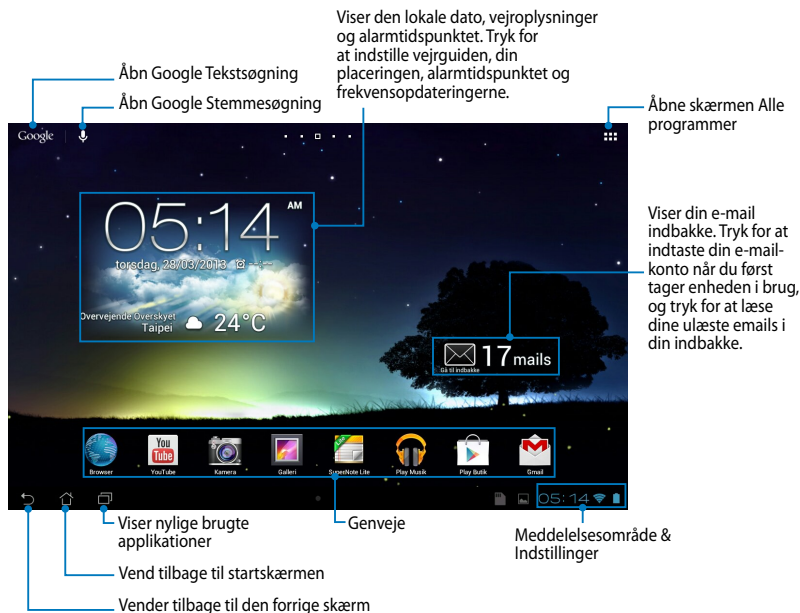 Viser den lokale dato, vejroplysninger
og alarmtidspunktet. Tryk for
at indstille vejrguiden, din
placeringen, alarmtidspunktet og
frekvensopdateringerne.
Åbn Google Tekstsøgning
Åbn Google Stemmesøgning
Åbne skærmen Alle
programmer
Google
05:14 AM
torsdag, 28/03/2013 --:--
Overvejende Overskyet
Taipei 24°C
Viser din e-mail
indbakke. Tryk for at
indtaste din e-mail-
konto når du først
tager enheden i brug,
og tryk for at læse
dine ulæste emails i
din indbakke.
17 mails
Gå til indbakke
You
Tube
Lite
Browser YouTube Kamera Galleri SuperNote Lite Play Musik Play Butik Gmail
05:14
Viser nylige brugte
applikationer
Genveje
Meddelelsesområde &
Indstillinger
Vend tilbage til startskærmen
Vender tilbage til den forrige skærm